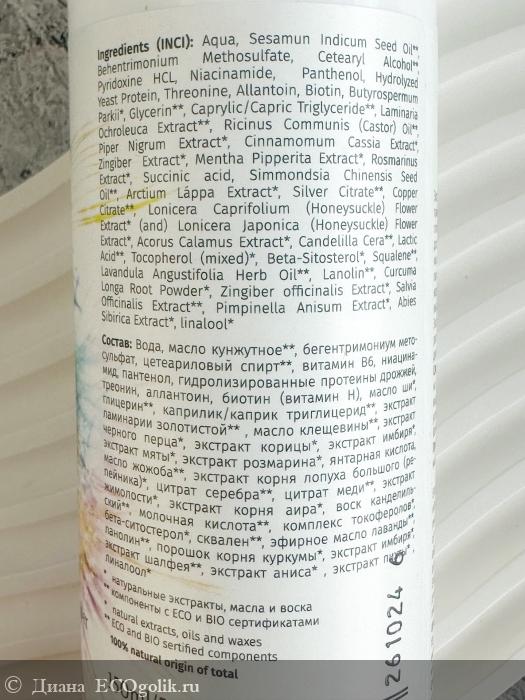 Ingredients (INCI): Aqua, Sesamum Indicum Seed Oil**,
Behentrimonium Methosulfate, Cetearyl Alcohol**,
Pyridoxine HCL, Niacinamide, Panthenol, Hydrolyzed
Yeast Protein, Threonine, Allantoin, Biotin, Butyrospermum
Parkii*, Glycerin**, Caprylic/Capric Triglyceride**, Laminaria
Ochroleuca Extract**, Ricinus Communis (Castor) Oil**,
Piper Nigrum Extract*, Cinnamomum Cassia Extract*,
Zingiber Extract*, Mentha Pipperita Extract*, Rosmarinus
Extract*, Succinic acid, Simmondsia Chinensis Seed
Oil**, Arctium Láppa Extract*, Silver Citrate**, Copper
Citrate**, Lonicera Caprifolium (Honeysuckle) Flower
Extract* (and) Lonicera Japonica (Honeysuckle) Flower
Extract*, Acorus Calamus Extract*, Candelilla Cera**, Lactic
Acid**, Tocopherol (mixed)*, Beta-Sitosterol*, Squalene**,
Lavandula Angustifolia Herb Oil**, Lanolin**, Curcuma
Longa Root Powder*, Zingiber officinalis Extract*, Salvia
Officinalis Extract**, Pimpinella Anisum Extract*, Abies
Sibirica Extract*, linalool*
Состав: Вода, масло кунжутное**, бегентримониум мето-
сульфат, цетеариловый спирт**, витамин В6, ниацина-
мид, пантенол, гидролизированные протеины дрожжей,
треонин, аллантоин, биотин (витамин Н), масло ши*,
глицерин**, каприлик/каприк триглицерид**, экстракт
ламинарии золотистой**, масло клещевины**, экстракт
черного перца*, экстракт корицы*, экстракт имбиря*,
экстракт мяты*, экстракт розмарина*, янтарная кислота,
масло жожоба**, экстракт корня лопуха большого (ре-
пейника)*, цитрат серебра**, цитрат меди**, экстракт
жимолости*, экстракт корня аира*, воск канделиль-
ский**, молочная кислота**, комплекс токоферолов*,
бета-ситостерол*, сквален**, эфирное масло лаванды**,
ланолин**, порошок корня куркумы*, экстракт имбиря*,
экстракт шалфея**, экстракт аниса*, экстракт пихты*,
линалоол*
* натуральные экстракты, масла и воска
** компоненты с ECO и BIO сертификатами
* natural extracts, oils and waxes
** ECO and BIO sertified components
100% natural origin of total
261024 6
Диана ECOgolik.ru